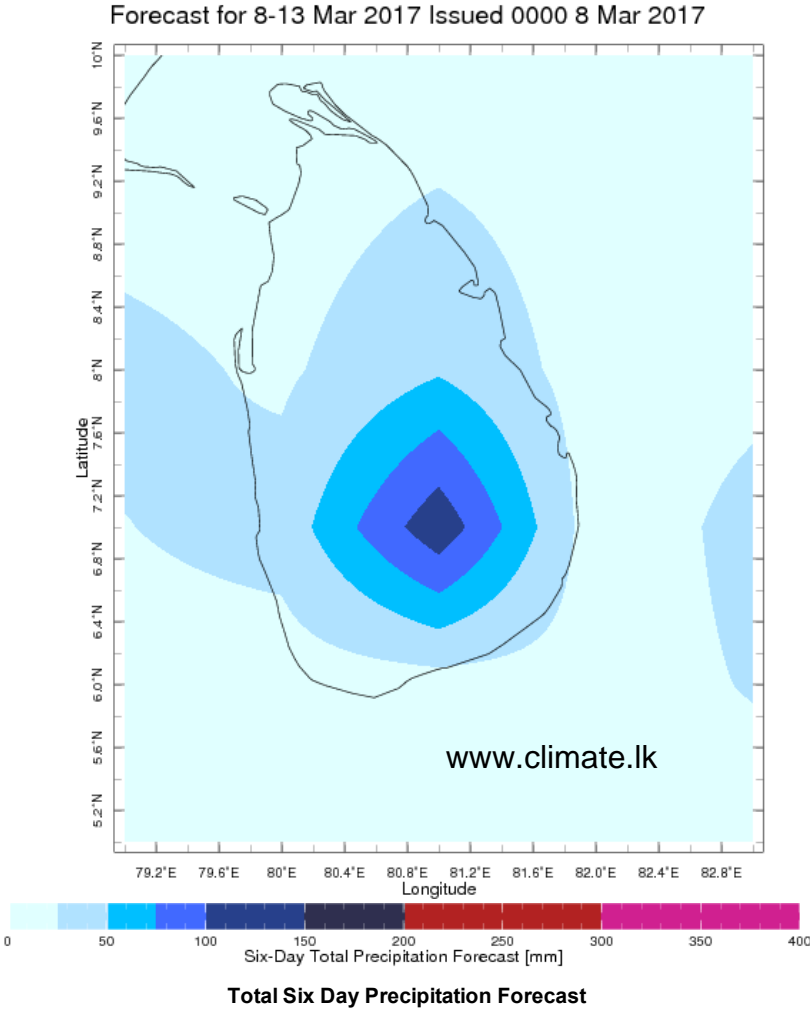 Forecast for 8-13 Mar 2017 Issued 0000 8 Mar 2017
10°N
9.6°N
9.2°N
8.8°N
8.4°N
8°N
7.6°N
7.2°N
6.8°N
6.4°N
6.0°N
5.6°N
5.2°N
Latitude
www.climate.lk
79.2°E 79.6°E 80°E 80.4°E 80.8°E 81.2°E 81.6°E 82.0°E 82.4°E 82.8°E
Longitude
0 50 100 150 200 250 300 350 400
Six-Day Total Precipitation Forecast [mm]
Total Six Day Precipitation Forecast